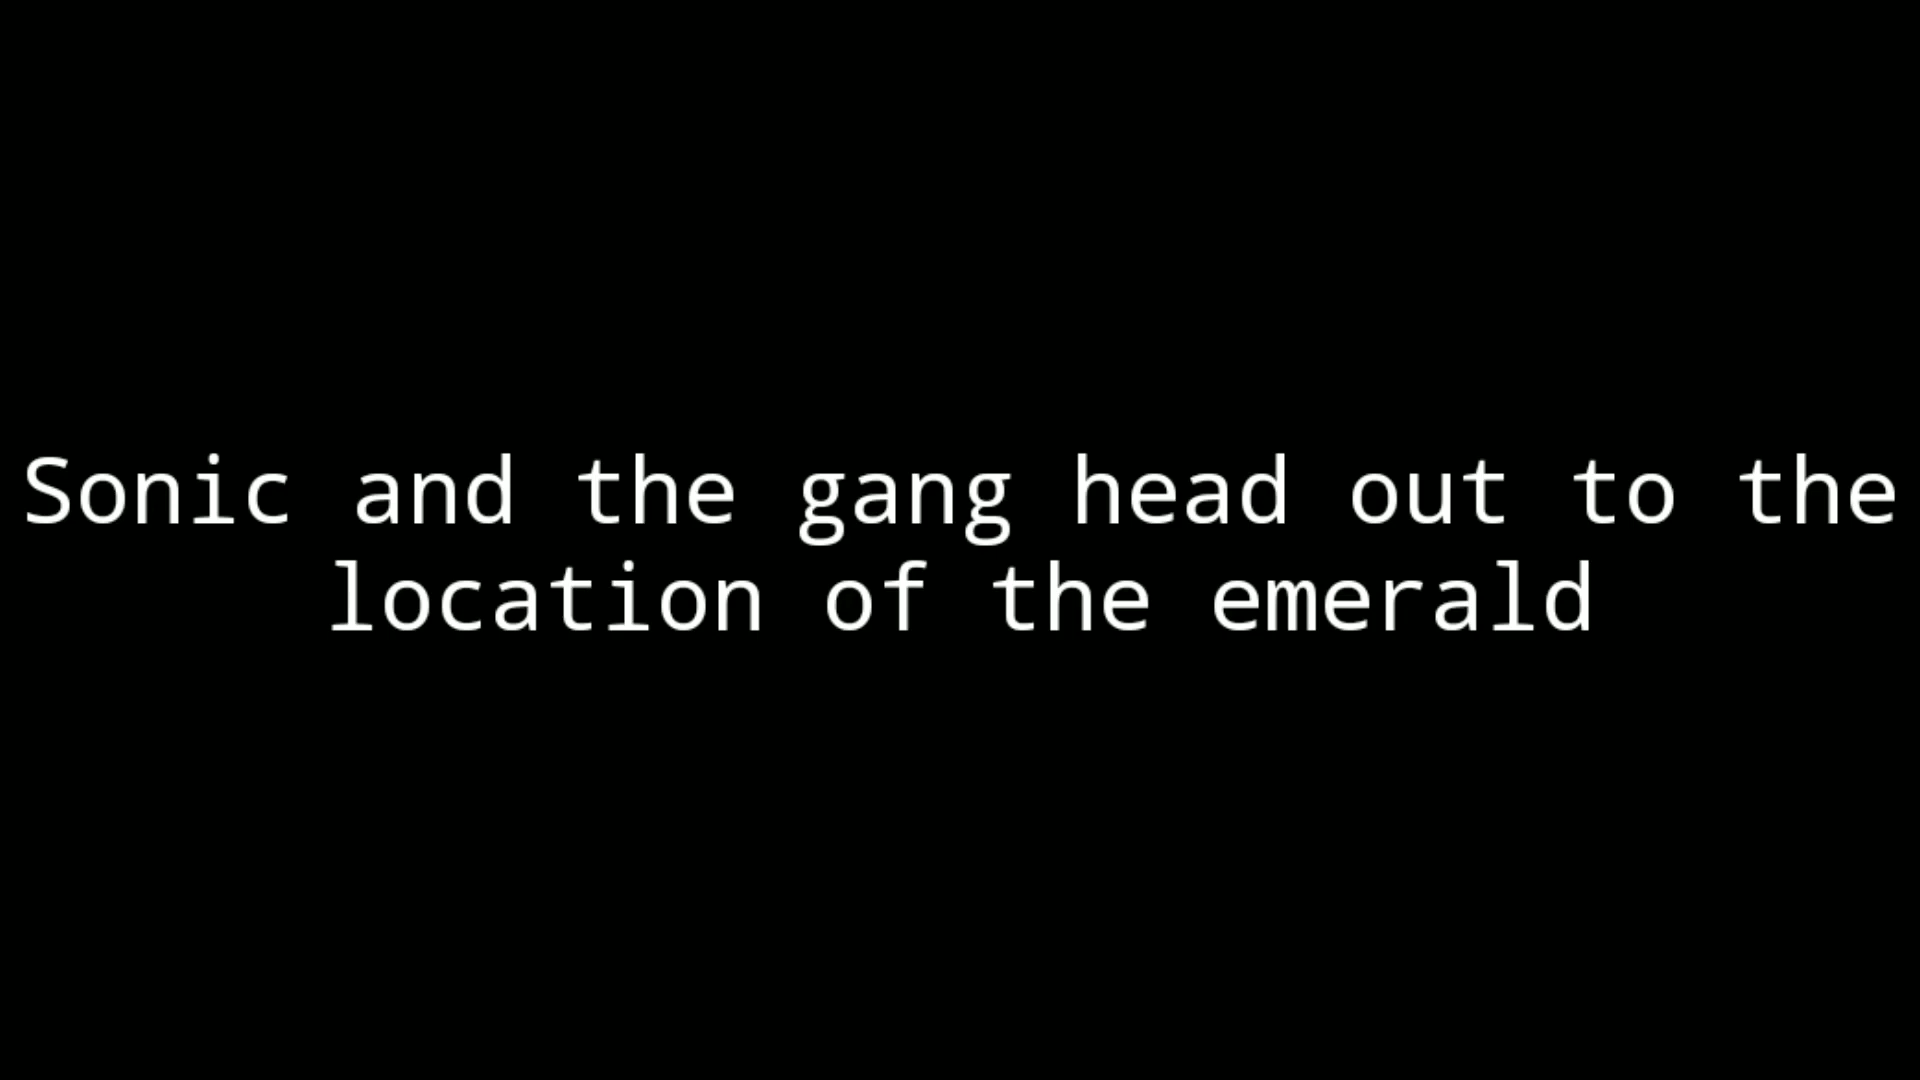 Sonic and the gang head out to the
location of the emerald